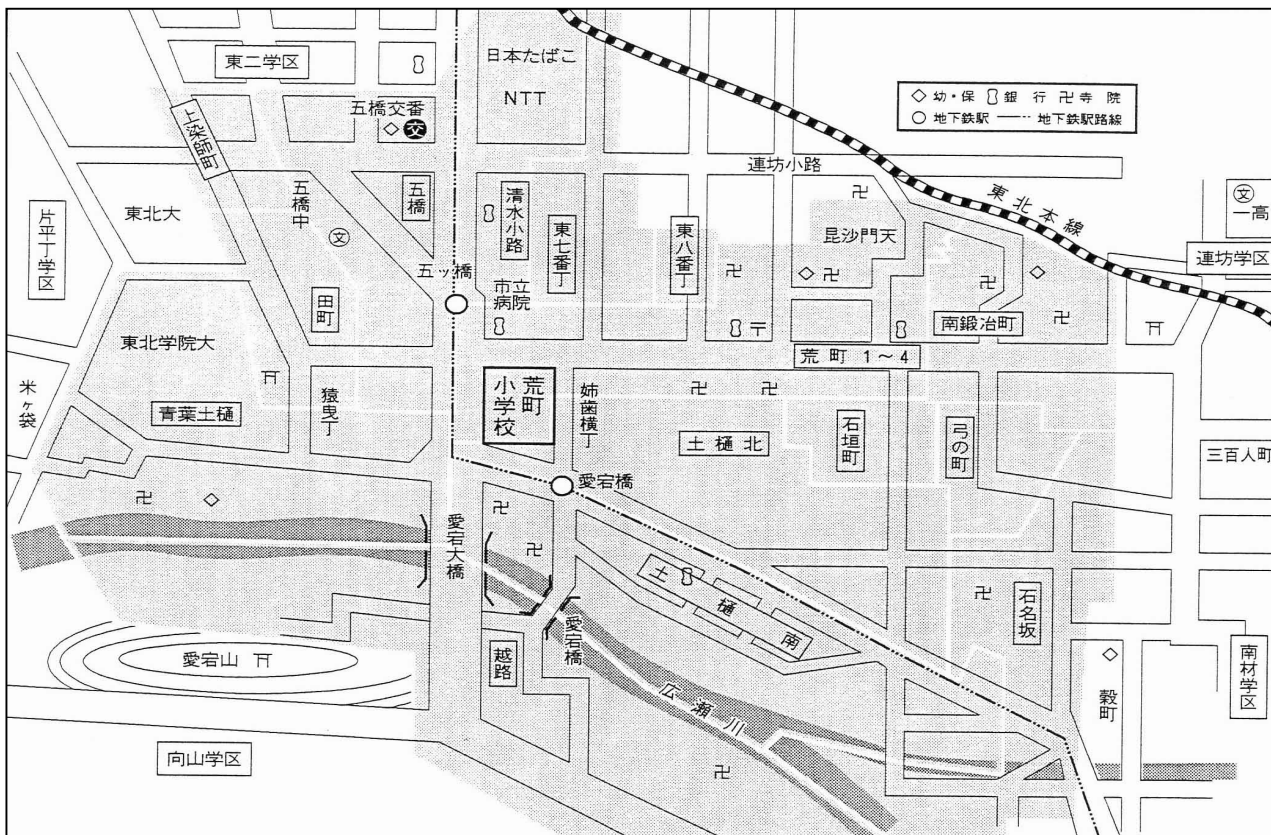 日本たばこ
NTT
東二学区
五橋交番
交
◇ 幼・保
銀 行
卍 寺 院
○ 地下鉄駅
地下鉄駅路線
上染師町
連坊小路
東北本線
文
一高
連坊学区
片平丁学区
東北大
五橋中
文
五橋
清水小路
東七番丁
東八番丁
毘沙門天
五ッ橋
市立
病院
田町
東北学院大
南鍛冶町
荒町 1～4
米ヶ袋
青葉土樋
猿曳丁
荒町
小学校
姉歯横丁
土樋北
石垣町
弓の町
三百人町
愛宕橋
愛宕大橋
土樋南
石名坂
愛宕橋
愛宕山
越路
広瀬川
穀町
南材学区
向山学区